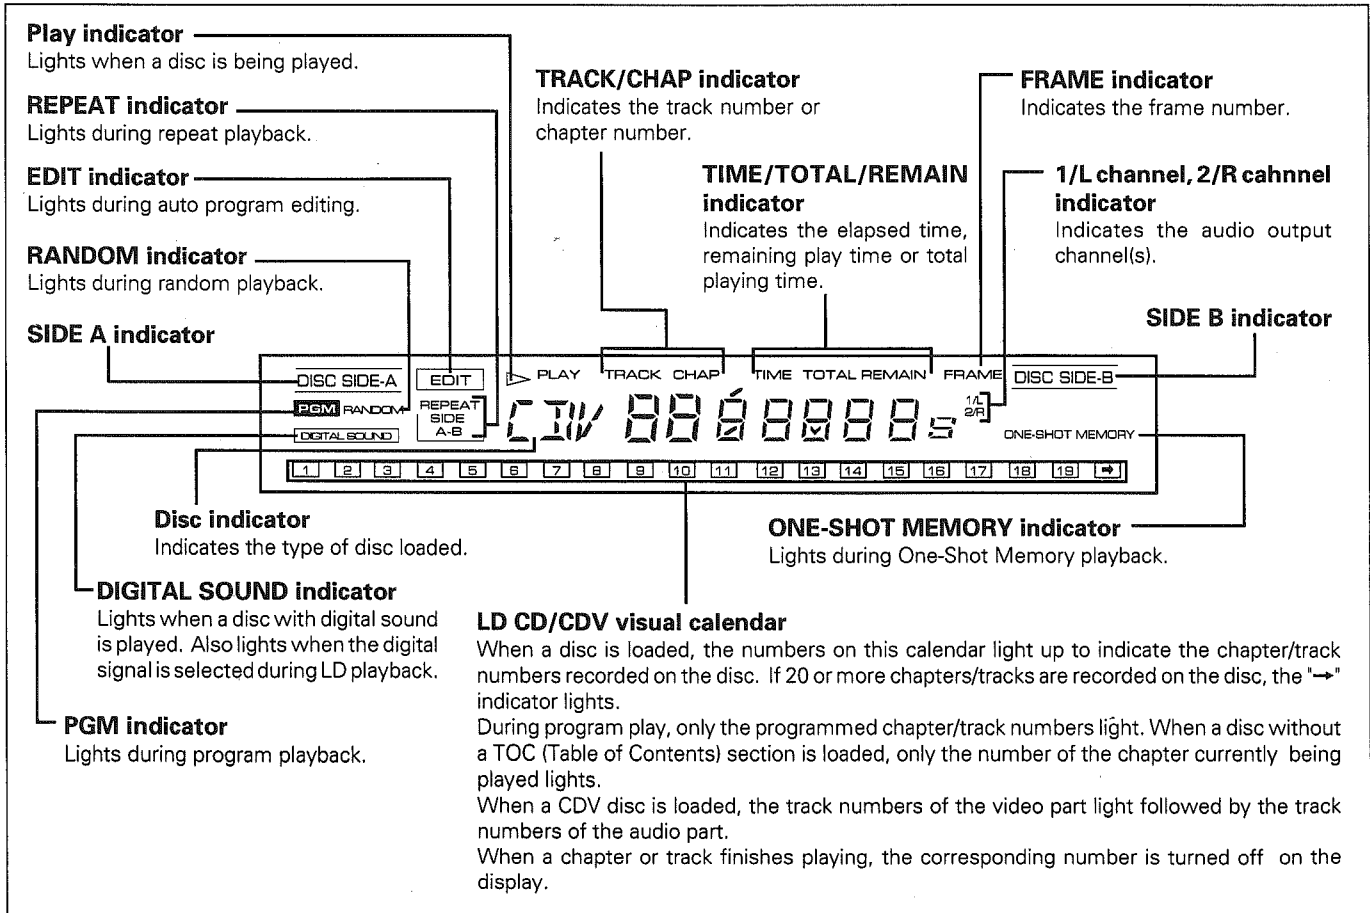 Play indicator
Lights when a disc is being played.
REPEAT indicator
Lights during repeat playback.
EDIT indicator
Lights during auto program editing.
RANDOM indicator
Lights during random playback.
SIDE A indicator
TRACK/CHAP indicator
Indicates the track number or
chapter number.
TIME/TOTAL/REMAIN
indicator
Indicates the elapsed time,
remaining play time or total
playing time.
FRAME indicator
Indicates the frame number.
1/L channel, 2/R cahnnel
indicator
Indicates the audio output
channel(s).
SIDE B indicator
DISC SIDE-A EDIT PLAY TRACK CHAP TIME TOTAL REMAIN FRAME DISC SIDE-B
PGM RANDOM REPEAT
SIDE
A-B
DIGITAL SOUND
CDV 88 8 8 8 8 8 s
1/L
2/R
ONE-SHOT MEMORY
1 2 3 4 5 6 7 8 9 10 11 12 13 14 15 16 17 18 19 →
Disc indicator
Indicates the type of disc loaded.
DIGITAL SOUND indicator
Lights when a disc with digital sound
is played. Also lights when the digital
signal is selected during LD playback.
PGM indicator
Lights during program playback.
ONE-SHOT MEMORY indicator
Lights during One-Shot Memory playback.
LD CD/CDV visual calendar
When a disc is loaded, the numbers on this calendar light up to indicate the chapter/track
numbers recorded on the disc. If 20 or more chapters/tracks are recorded on the disc, the "→"
indicator lights.
During program play, only the programmed chapter/track numbers light. When a disc without
a TOC (Table of Contents) section is loaded, only the number of the chapter currently being
played lights.
When a CDV disc is loaded, the track numbers of the video part light followed by the track
numbers of the audio part.
When a chapter or track finishes playing, the corresponding number is turned off on the
display.